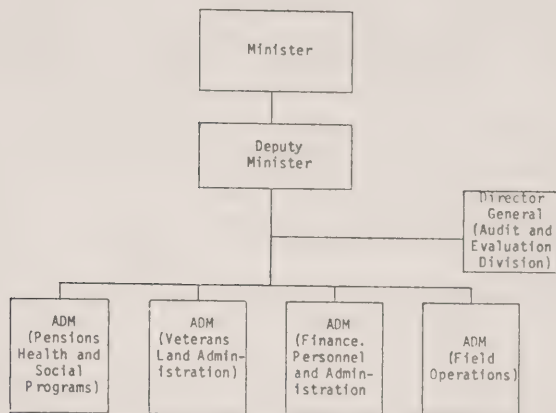 Minister
Deputy
Minister
Director
General
(Audit and
Evaluation
Division)
ADM
(Pensions
Health and
Social
Programs)
ADM
(Veterans
Land Admin-
istration)
ADM
(Finance.
Personnel
and Admin-
istration
ADM
(Field
Operations)